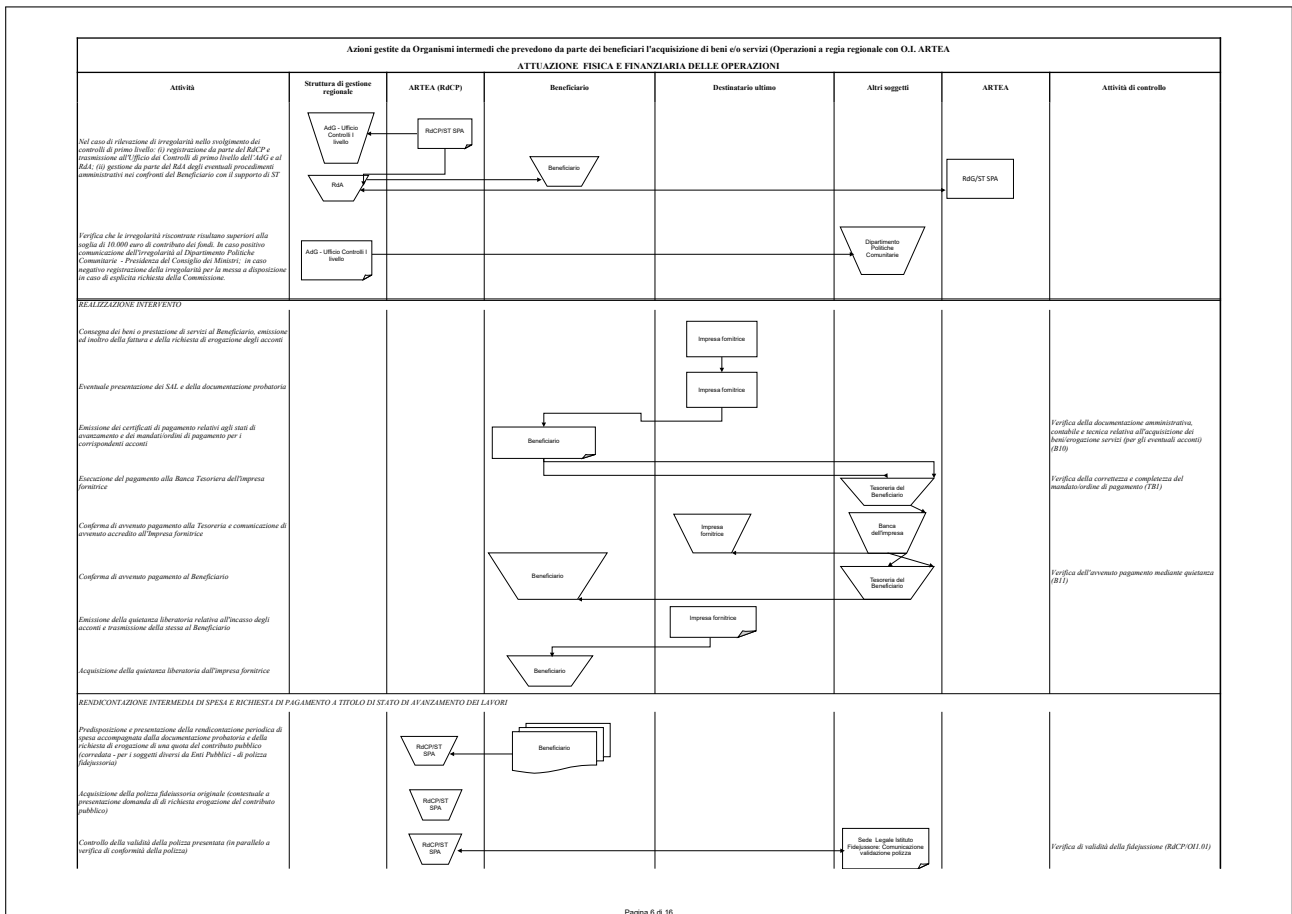 Azioni gestite da Organismi intermedi che prevedono da parte dei beneficiari l'acquisizione di beni e/o servizi (Operazioni a regia regionale con O.I. ARTEA
ATTUAZIONE FISICA E FINANZIARIA DELLE OPERAZIONI
Attività
Struttura di gestione
regionale
ARTEA (RdCP)
Beneficiario
Destinatario ultimo
Altri soggetti
ARTEA
Attività di controllo
Nel caso di rilevazione di irregolarità nello svolgimento dei
controlli di primo livello: (i) registrazione da parte del RdCP e
trasmissione all'Ufficio dei Controlli di primo livello dell'AdG e al
RdA; (ii) gestione da parte del RdA degli eventuali procedimenti
amministrativi nei confronti del Beneficiario con il supporto di ST
AdG - Ufficio
Controlli I
livello
RdCP/ST SPA
RdA
Beneficiario
RdG/ST SPA
Verifica che le irregolarità riscontrate risultano superiori alla
soglia di 10.000 euro di contributo dei fondi. In caso positivo
comunicazione dell'irregolarità al Dipartimento Politiche
Comunitarie - Presidenza del Consiglio dei Ministri; in caso
negativo registrazione della irregolarità per la messa a disposizione
in caso di esplicita richiesta della Commissione.
AdG - Ufficio Controlli I
livello
Dipartimento
Politiche
Comunitarie
REALIZZAZIONE INTERVENTO
Consegna dei beni o prestazione di servizi al Beneficiario, emissione
ed inoltro della fattura e della richiesta di erogazione degli acconti
Impresa fornitrice
Eventuale presentazione dei SAL e della documentazione probatoria
Impresa fornitrice
Emissione dei certificati di pagamento relativi agli stati di
avanzamento e dei mandati/ordini di pagamento per i
corrispondenti acconti
Beneficiario
Verifica della documentazione amministrativa,
contabile e tecnica relativa all'acquisizione dei
beni/erogazione servizi (per gli eventuali acconti)
(B10)
Esecuzione del pagamento alla Banca Tesoriera dell'impresa
fornitrice
Tesoreria del
Beneficiario
Verifica della correttezza e completezza del
mandato/ordine di pagamento (TB1)
Conferma di avvenuto pagamento alla Tesoreria e comunicazione di
avvenuto accredito all'Impresa fornitrice
Impresa
fornitrice
Banca
dell'impresa
Conferma di avvenuto pagamento al Beneficiario
Beneficiario
Tesoreria del
Beneficiario
Verifica dell'avvenuto pagamento mediante quietanza
(B11)
Emissione della quietanza liberatoria relativa all'incasso degli
acconti e trasmissione della stessa al Beneficiario
Impresa fornitrice
Acquisizione della quietanza liberatoria dall'impresa fornitrice
Beneficiario
RENDICONTAZIONE INTERMEDIA DI SPESA E RICHIESTA DI PAGAMENTO A TITOLO DI STATO DI AVANZAMENTO DEI LAVORI
Predisposizione e presentazione della rendicontazione periodica di
spesa accompagnata dalla documentazione probatoria e della
richiesta di erogazione di una quota del contributo pubblico
(corredata - per i soggetti diversi da Enti Pubblici - di polizza
fidejussoria)
RdCP/ST
SPA
Beneficiario
Acquisizione della polizza fideiussoria originale (contestuale a
presentazione domanda di di richiesta erogazione del contributo
pubblico)
RdCP/ST
SPA
Controllo della validità della polizza presentata (in parallelo a
verifica di conformità della polizza)
RdCP/ST
SPA
Sede Legale Istituto
Fidejussore: Comunicazione
validazione polizza
Verifica di validità della fidejussione (RdCP/OI1.01)
Pagina 6 di 16